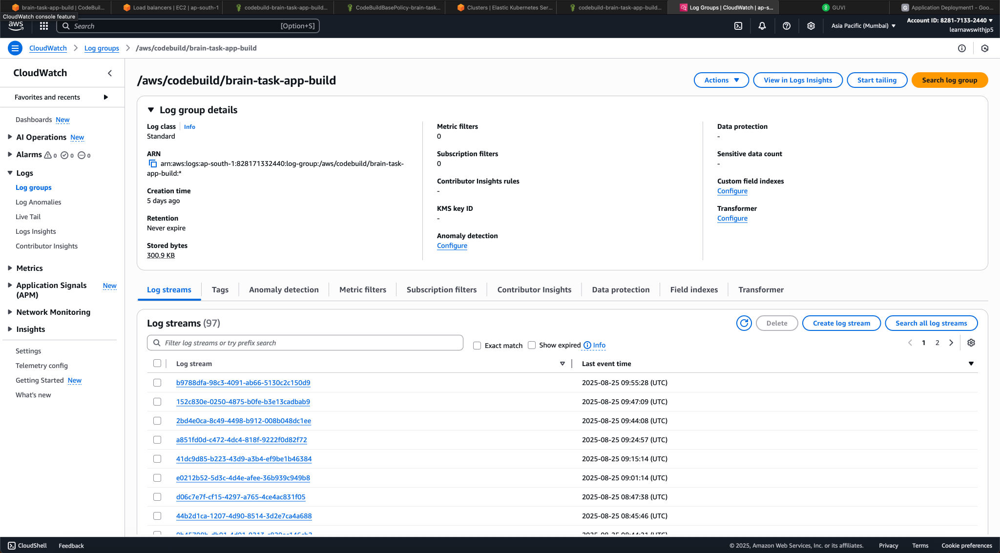 brain-task-app-build | CodeBuil...
Load balancers | EC2 | ap-south-1
codebuild-brain-task-app-build...
CodeBuildBasePolicy-brain-task...
Clusters | Elastic Kubernetes Ser...
codebuild-brain-task-app-build...
Log Groups | CloudWatch | ap-s...
GUVI
Application Deployment1 - Goo...
CloudWatch console feature
aws
Search
[Option+S]
Asia Pacific (Mumbai)
Account ID: 8281-7133-2440
learnawswithjp5
CloudWatch
Log groups
/aws/codebuild/brain-task-app-build
CloudWatch
Favorites and recents
Dashboards New
AI Operations New
Alarms 0 0 0
Logs
Log groups
Log Anomalies
Live Tail
Logs Insights
Contributor Insights
Metrics
Application Signals New
(APM)
Network Monitoring
Insights
Settings
Telemetry config
Getting Started New
What's new
/aws/codebuild/brain-task-app-build
Actions
View in Logs Insights
Start tailing
Search log group
Log group details
Log class Info
Standard
ARN
arn:aws:logs:ap-south-1:828171332440:log-group:/aws/codebuild/brain-task-
app-build:*
Creation time
5 days ago
Retention
Never expire
Stored bytes
300.9 KB
Metric filters
0
Subscription filters
0
Contributor Insights rules
-
KMS key ID
-
Anomaly detection
Configure
Data protection
-
Sensitive data count
-
Custom field indexes
Configure
Transformer
Configure
Log streams
Tags
Anomaly detection
Metric filters
Subscription filters
Contributor Insights
Data protection
Field indexes
Transformer
Log streams (97)
Delete
Create log stream
Search all log streams
Filter log streams or try prefix search
Exact match
Show expired
Info
1 2
Log stream
Last event time
b9788dfa-98c3-4091-ab66-5130c2c150d9 2025-08-25 09:55:28 (UTC)
152c830e-0250-4875-b0fe-b3e13cadbab9 2025-08-25 09:47:09 (UTC)
2bd4e0ca-8c49-4498-b912-008b048dc1ee 2025-08-25 09:44:08 (UTC)
a851fd0d-c472-4dc4-818f-9222f0d82f72 2025-08-25 09:24:57 (UTC)
41dc9d85-b223-43d9-a3b4-ef9be1b46384 2025-08-25 09:15:14 (UTC)
e0212b52-5d3c-4d4e-afee-36b939c949b8 2025-08-25 09:01:14 (UTC)
d06c7e7f-cf15-4297-a765-4ce4ac831f05 2025-08-25 08:47:38 (UTC)
44b2d1ca-1207-4d90-8514-3d2e7ca4a688 2025-08-25 08:45:46 (UTC)
CloudShell
Feedback
© 2025, Amazon Web Services, Inc. or its affiliates.
Privacy
Terms
Cookie preferences